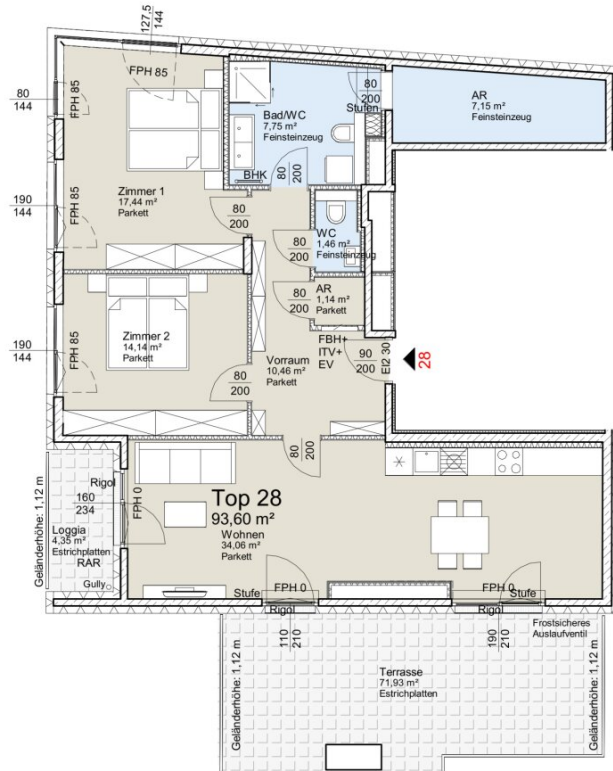 127,5
144
FPH 85
80
144
FPH 85
80
200
Stufen
AR
7,15 m²
Feinsteinzeug
Bad/WC
7,75 m²
Feinsteinzeug
BHK
80
200
Zimmer 1
17,44 m²
Parkett
190
144
FPH 85
80
200
WC
1,46 m²
Feinsteinzeug
80
200
AR
1,14 m²
Parkett
80
200
FBH+
ITV+
EV
90
200
EI2 30
28
Zimmer 2
14,14 m²
Parkett
190
144
FPH 85
Vorraum
10,46 m²
Parkett
80
200
80
200
Geländerhöhe: 1,12 m
Rigol
160
234
FPH 0
Loggia
4,35 m²
Estrichplatten
RAR
Gully
Top 28
93,60 m²
Wohnen
34,06 m²
Parkett
Stufe
FPH 0
Rigol
110
210
FPH 0
Stufe
Rigol
190
210
Frostsicheres
Auslaufventil
Geländerhöhe: 1,12 m
Terrasse
71,93 m²
Estrichplatten
Geländerhöhe: 1,12 m